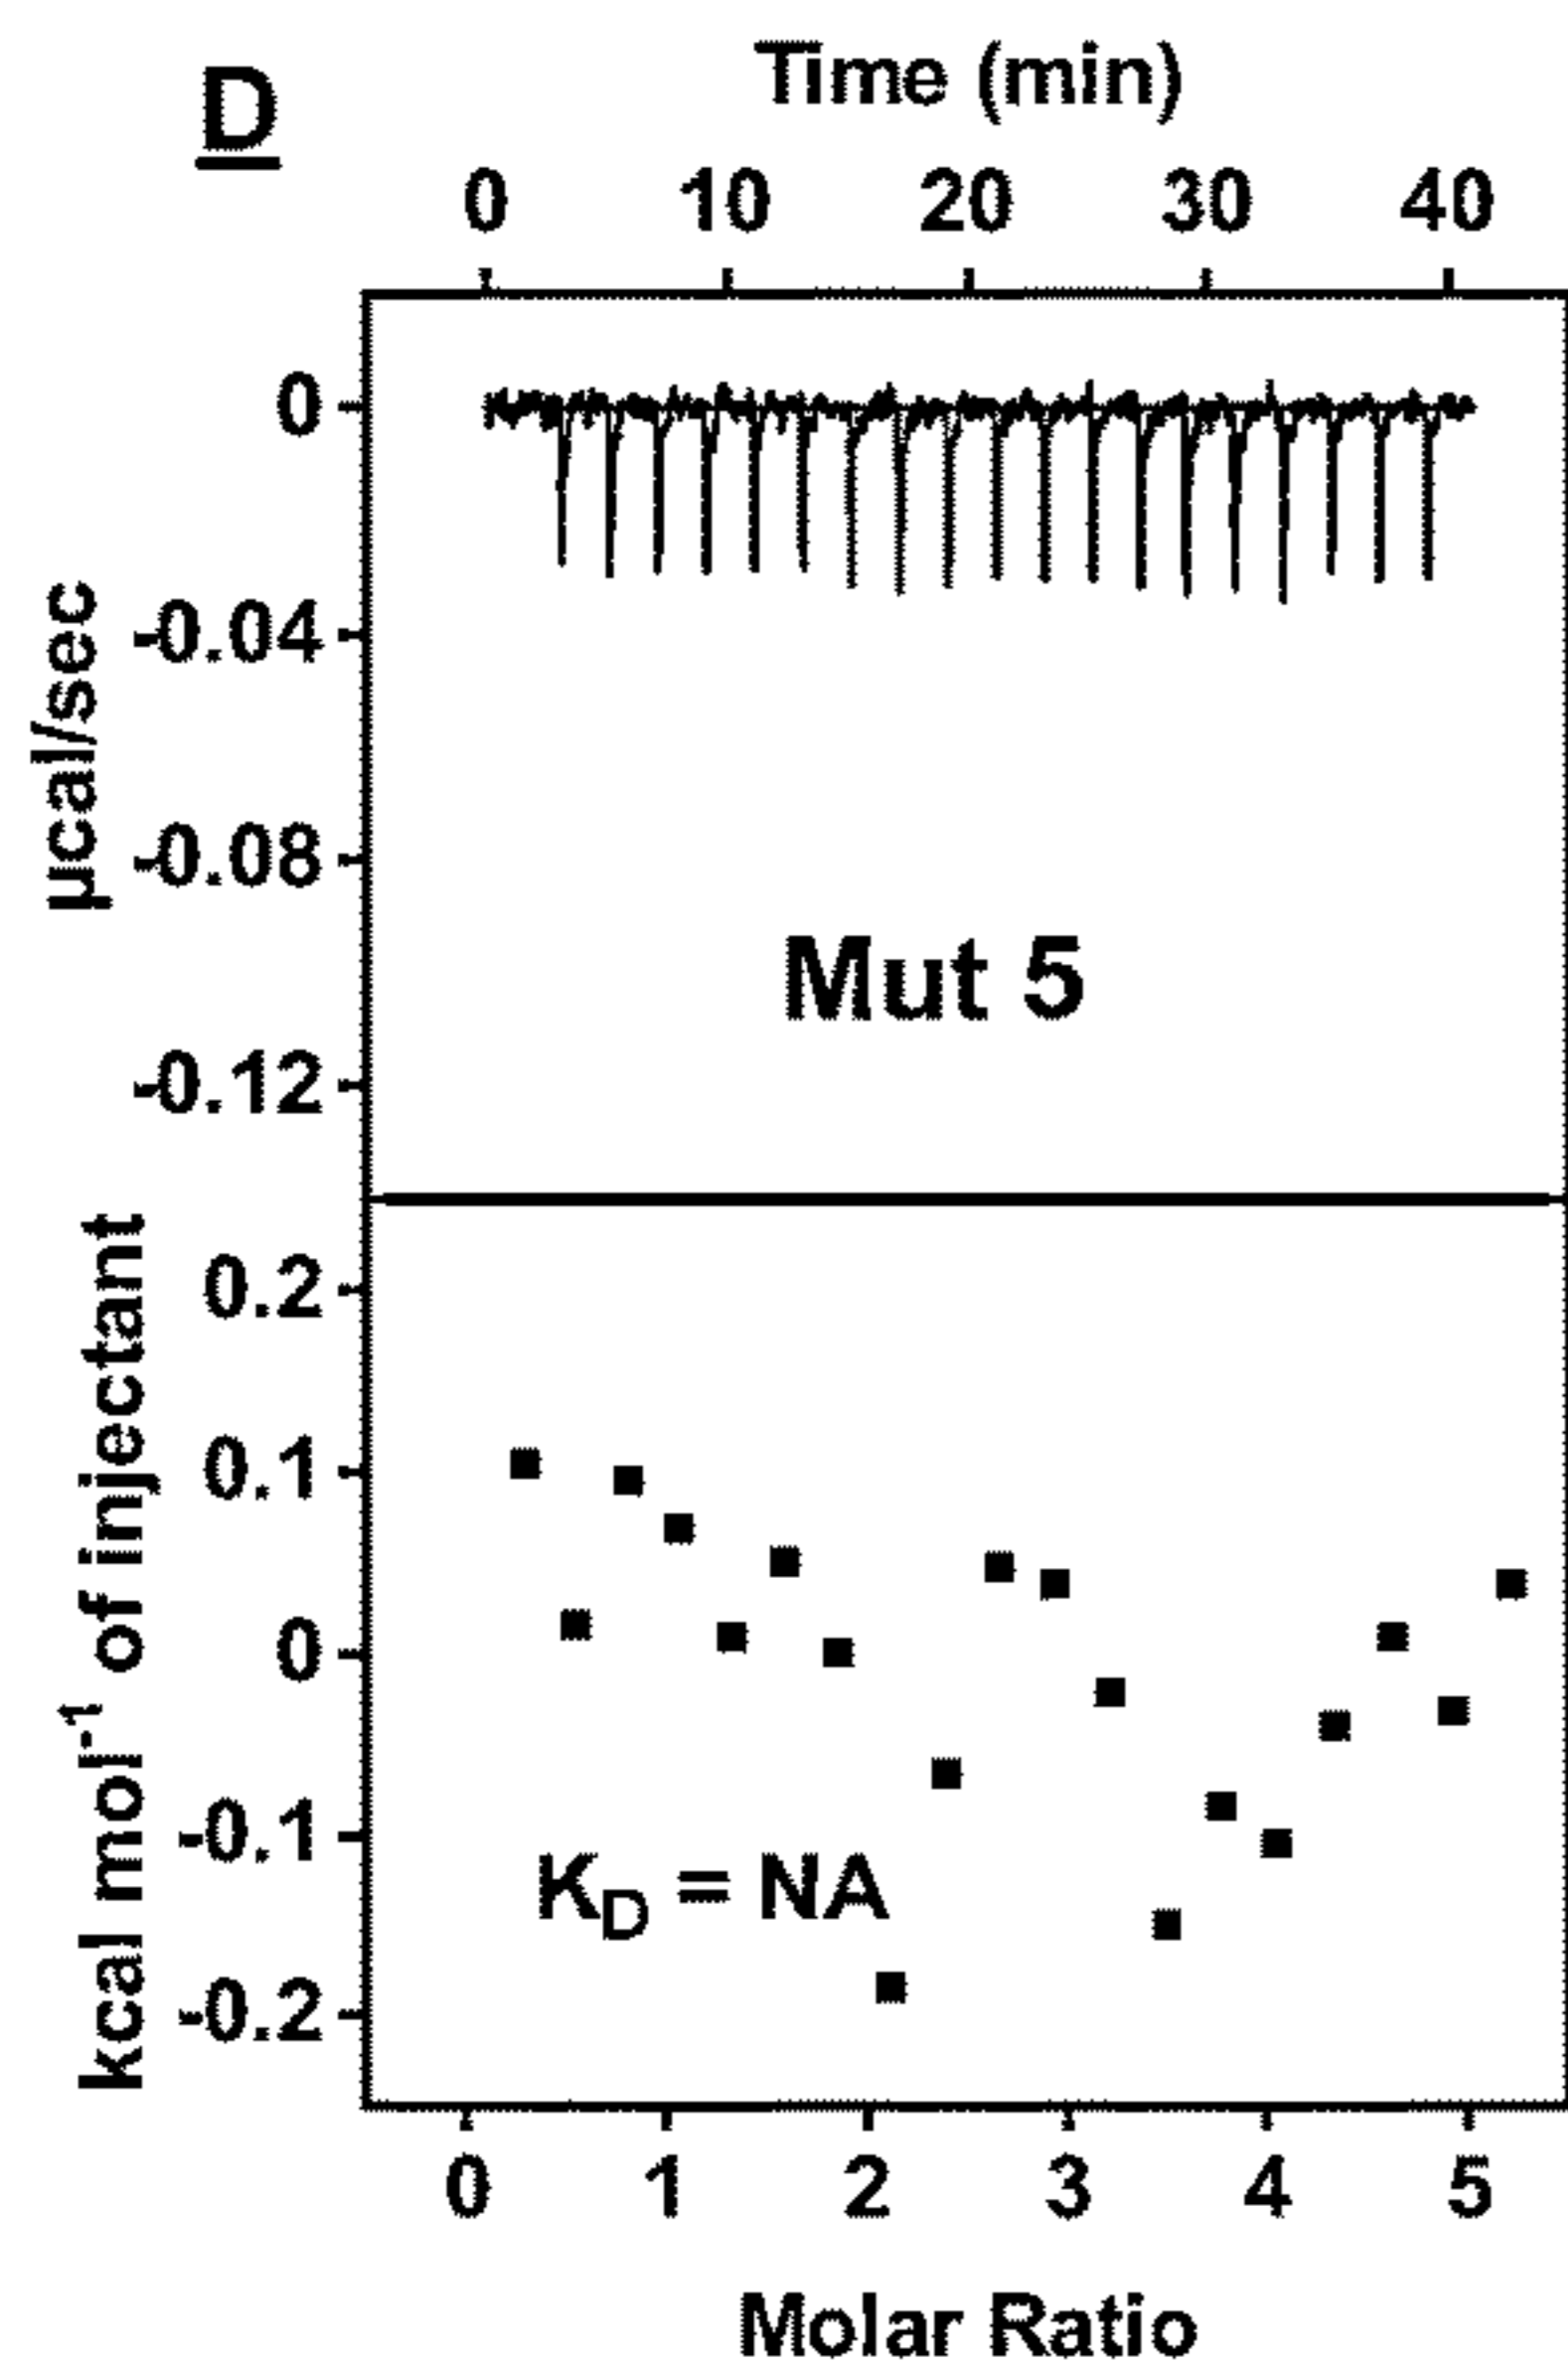 D
Time (min)
0 10 20 30 40
µcal/sec
0
-0.04
-0.08
-0.12
Mut 5
kcal mol-1 of injectant
0.2
0.1
0
-0.1
-0.2
KD = NA
0 1 2 3 4 5
Molar Ratio